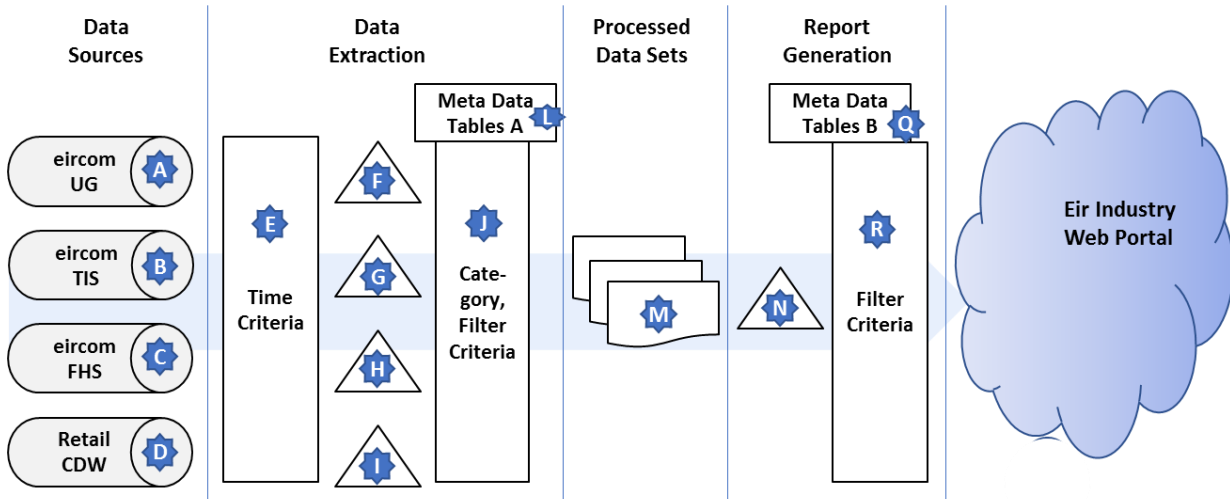 Data
Sources
Data
Extraction
Processed
Data Sets
Report
Generation
Meta Data
Tables A
L
Meta Data
Tables B
Q
eircom
UG
A
eircom
TIS
B
eircom
FHS
C
Retail
CDW
D
E
Time
Criteria
F
G
H
I
J
Cate-
gory,
Filter
Criteria
M
N
R
Filter
Criteria
Eir Industry
Web Portal